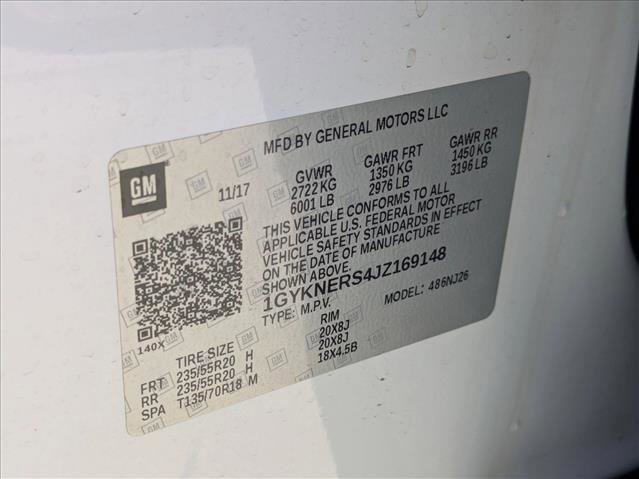 MFD BY GENERAL MOTORS LLC
GM
11/17
GVWR GAWR FRT GAWR RR
2722 KG 1350 KG 1450 KG
6001 LB 2976 LB 3196 LB
THIS VEHICLE CONFORMS TO ALL
APPLICABLE U.S. FEDERAL MOTOR
VEHICLE SAFETY STANDARDS IN EFFECT
ON THE DATE OF MANUFACTURE
SHOWN ABOVE.
1GYKNERS4JZ169148
TYPE: M.P.V. MODEL: 486NJ26
140X
TIRE SIZE RIM
FRT 235/55R20 H 20X8J
RR 235/55R20 H 20X8J
SPA T135/70R18 M 18X4.5B